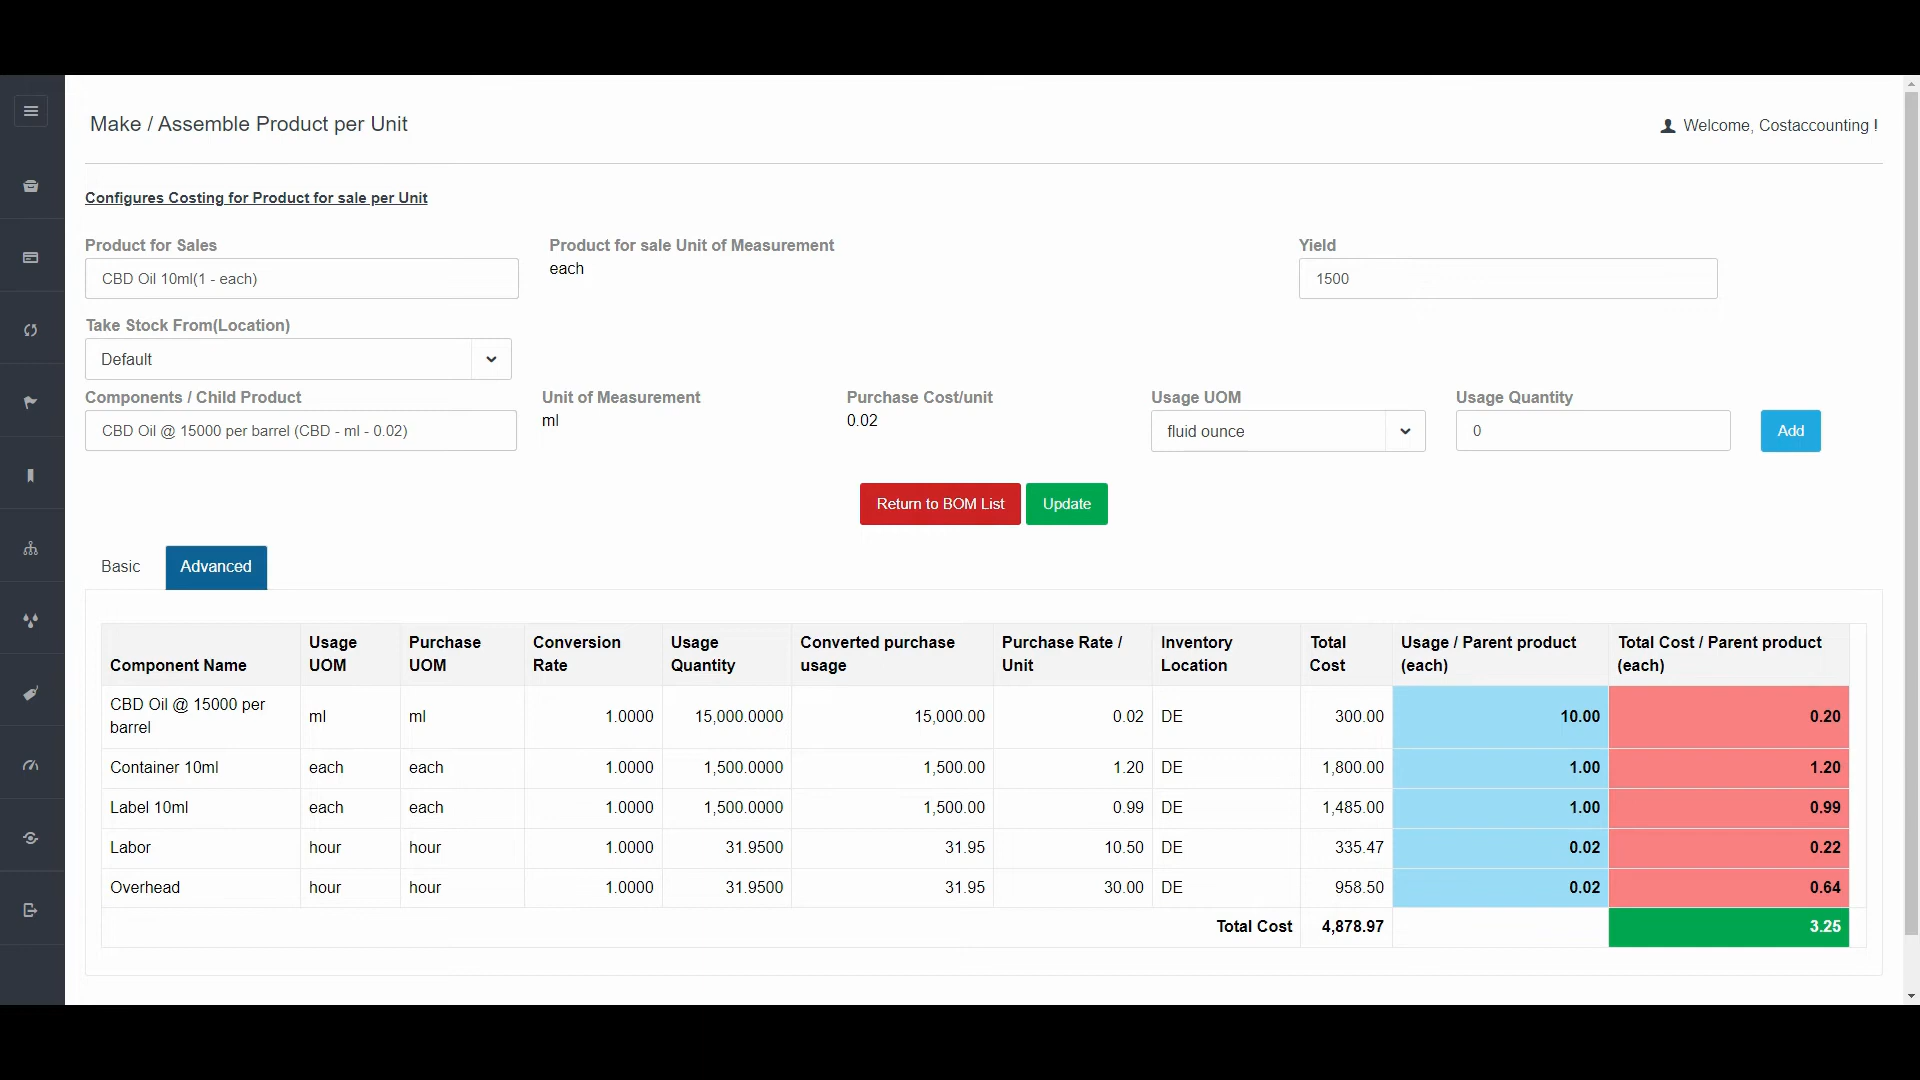 Make / Assemble Product per Unit
Welcome, Costaccounting !
Configures Costing for Product for sale per Unit
Product for Sales
Product for sale Unit of Measurement
Yield
CBD Oil 10ml(1 - each)
each
1500
Take Stock From(Location)
Default
Components / Child Product
Unit of Measurement
Purchase Cost/unit
Usage UOM
Usage Quantity
CBD Oil @ 15000 per barrel (CBD - ml - 0.02)
ml
0.02
fluid ounce
0
Add
Return to BOM List
Update
Basic
Advanced
Component Name
Usage UOM
Purchase UOM
Conversion Rate
Usage Quantity
Converted purchase usage
Purchase Rate / Unit
Inventory Location
Total Cost
Usage / Parent product (each)
Total Cost / Parent product (each)
CBD Oil @ 15000 per barrel ml ml 1.0000 15,000.0000 15,000.00 0.02 DE 300.00 10.00 0.20
Container 10ml each each 1.0000 1,500.0000 1,500.00 1.20 DE 1,800.00 1.00 1.20
Label 10ml each each 1.0000 1,500.0000 1,500.00 0.99 DE 1,485.00 1.00 0.99
Labor hour hour 1.0000 31.9500 31.95 10.50 DE 335.47 0.02 0.22
Overhead hour hour 1.0000 31.9500 31.95 30.00 DE 958.50 0.02 0.64
Total Cost 4,878.97 3.25